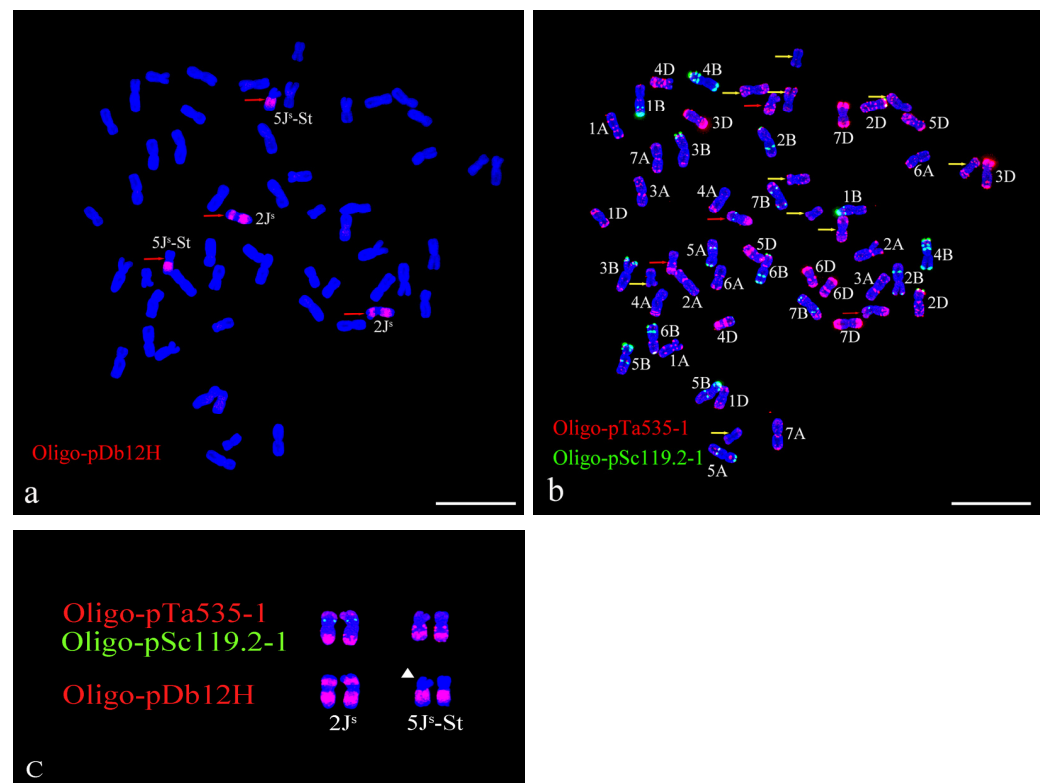 5Jˢ-St
2Jˢ
5Jˢ-St
2Jˢ
Oligo-pDb12H
a
4D
4B
1B
1A
3D
7D
2D
5D
2B
7A
3B
6A
3D
3A
4A
7B
1B
1D
5A
5D
2A
4B
3B
6B
6D
6A
6D
3A
2B
2D
4A
2A
7B
7D
4D
6B
5B
1A
5B
1D
Oligo-pTa535-1
7A
Oligo-pSc119.2-1
5A
b
Oligo-pTa535-1
Oligo-pSc119.2-1
Oligo-pDb12H
2Jˢ 5Jˢ-St
c